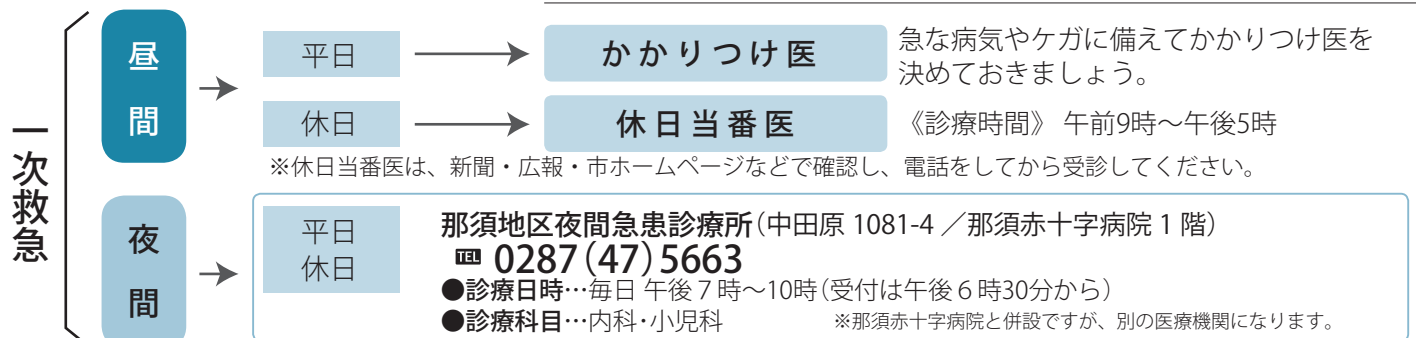 一次救急
昼間
平日
かかりつけ医
急な病気やケガに備えてかかりつけ医を
決めておきましょう。
休日
休日当番医
《診療時間》 午前9時～午後5時
※休日当番医は、新聞・広報・市ホームページなどで確認し、電話をしてから受診してください。
夜間
平日
休日
那須地区夜間急患診療所（中田原 1081-4 ／那須赤十字病院 1 階）
TEL 0287（47）5663
●診療日時…毎日 午後７時～10時（受付は午後６時30分から）
●診療科目…内科・小児科 ※那須赤十字病院と併設ですが、別の医療機関になります。